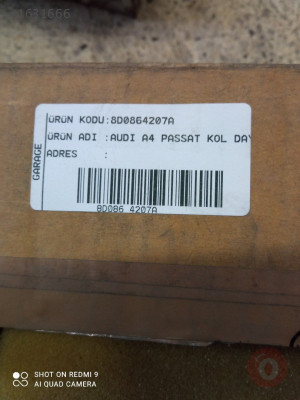 ÜRÜN KODU:8D0864207A
ÜRÜN ADI :AUDI A4 PASSAT KOL DAY
ADRES :
GARAGE
8D086 4207A
SHOT ON REDMI 9
AI QUAD CAMERA